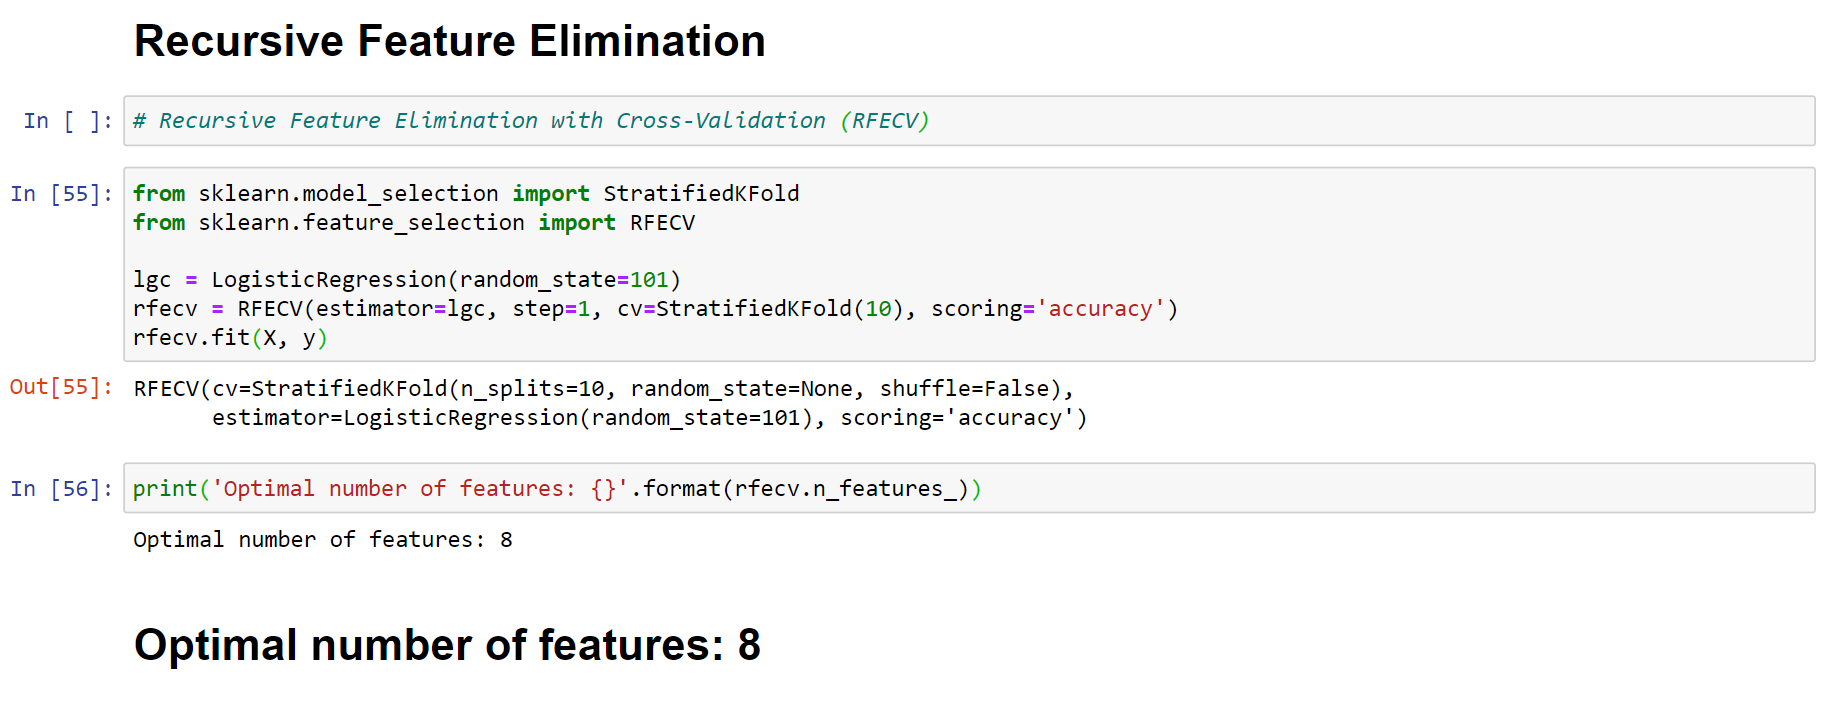 Recursive Feature Elimination
In [ ]: # Recursive Feature Elimination with Cross-Validation (RFECV)
In [55]: from sklearn.model_selection import StratifiedKFold
from sklearn.feature_selection import RFECV
lgc = LogisticRegression(random_state=101)
rfecv = RFECV(estimator=lgc, step=1, cv=StratifiedKFold(10), scoring='accuracy')
rfecv.fit(X, y)
Out[55]: RFECV(cv=StratifiedKFold(n_splits=10, random_state=None, shuffle=False),
estimator=LogisticRegression(random_state=101), scoring='accuracy')
In [56]: print('Optimal number of features: {}'.format(rfecv.n_features_))
Optimal number of features: 8
Optimal number of features: 8